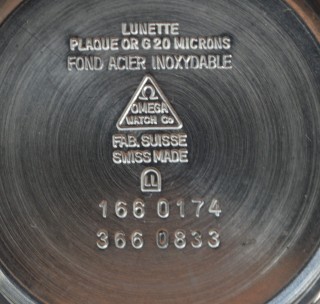 LUNETTE
PLAQUE OR G 20 MICRONS
FOND ACIER INOXYDABLE
Ω
OMEGA
WATCH Co
FAB. SUISSE
SWISS MADE
166 0174
366 0833